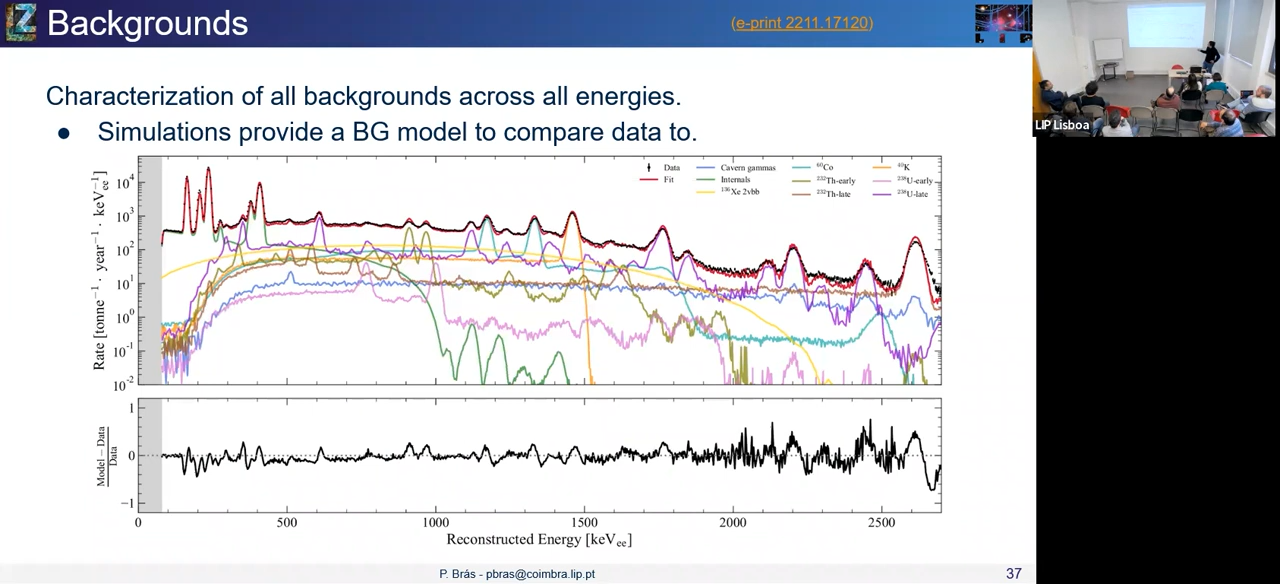 Backgrounds
(e-print 2211.17120)
LIP Lisboa
Characterization of all backgrounds across all energies.
● Simulations provide a BG model to compare data to.
Data
Fit
Cavern gammas
Internals
¹³⁶Xe 2νbb
⁶⁰Co
²³²Th-early
²³²Th-late
⁴⁰K
²³⁸U-early
²³⁸U-late
Rate [tonne⁻¹ . year⁻¹ . keVₑₑ⁻¹]
10⁴
10³
10²
10¹
10⁰
10⁻¹
10⁻²
Model − Data
Data
1
0
−1
0 500 1000 1500 2000 2500
Reconstructed Energy [keVₑₑ]
P. Brás - pbras@coimbra.lip.pt
37